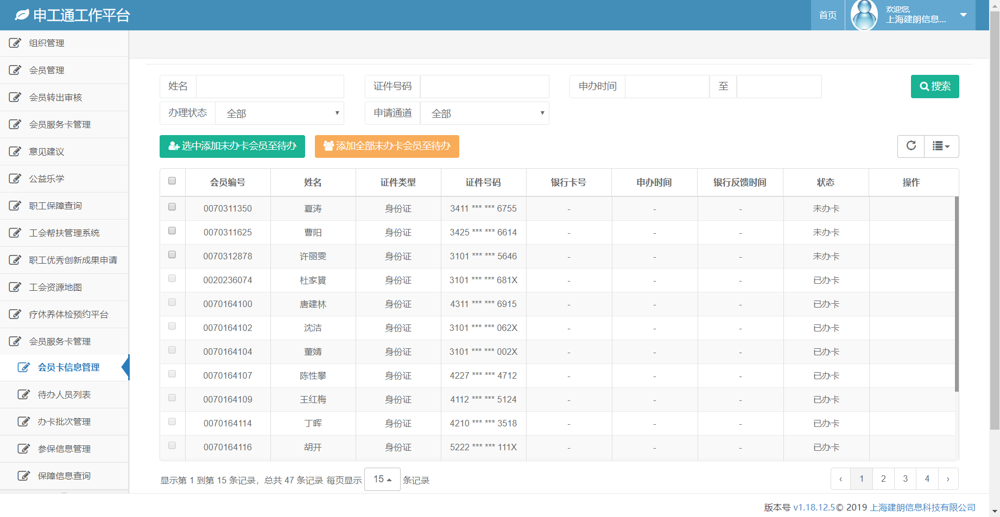 申工通工作平台
首页
欢迎您,
上海建朗信息...
组织管理
会员管理
会员转出审核
会员服务卡管理
意见建议
公益乐学
职工保障查询
工会帮扶管理系统
职工优秀创新成果申请
工会资源地图
疗休养体检预约平台
会员服务卡管理
会员卡信息管理
待办人员列表
办卡批次管理
参保信息管理
保障信息查询
姓名 证件号码 申办时间 至 搜索
办理状态 全部 申请通道 全部
选中添加未办卡会员至待办 添加全部未办卡会员至待办
会员编号 姓名 证件类型 证件号码 银行卡号 申办时间 银行反馈时间 状态 操作
0070311350 夏涛 身份证 3411 *** *** 6755 - - - 未办卡
0070311625 曹阳 身份证 3425 *** *** 6614 - - - 未办卡
0070312878 许丽雯 身份证 3101 *** *** 5646 - - - 未办卡
0020236074 杜家贇 身份证 3101 *** *** 681X - - - 已办卡
0070164100 唐建林 身份证 4311 *** *** 6915 - - - 已办卡
0070164102 沈洁 身份证 3101 *** *** 062X - - - 已办卡
0070164104 董婧 身份证 3101 *** *** 002X - - - 已办卡
0070164107 陈性攀 身份证 4227 *** *** 4712 - - - 已办卡
0070164109 王红梅 身份证 4112 *** *** 5124 - - - 已办卡
0070164114 丁晖 身份证 4210 *** *** 3518 - - - 已办卡
0070164116 胡开 身份证 5222 *** *** 111X - - - 已办卡
显示第 1 到第 15 条记录，总共 47 条记录 每页显示 15 条记录
‹ 1 2 3 4 ›
版本号 v1.18.12.5© 2019 上海建朗信息科技有限公司